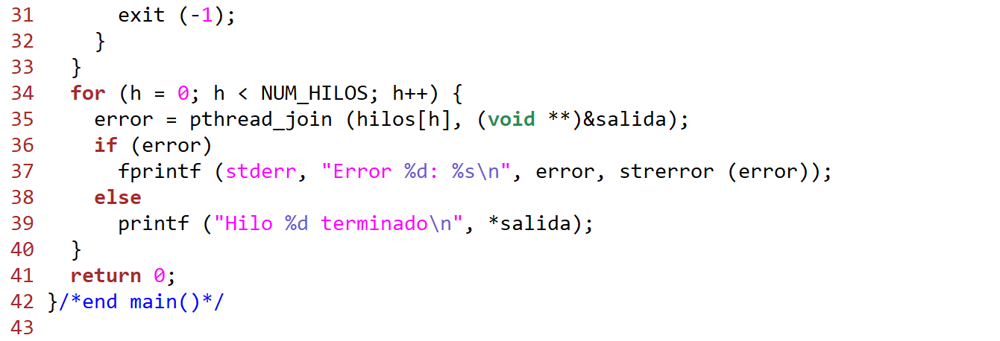 31       exit (-1);
32     }
33   }
34   for (h = 0; h < NUM_HILOS; h++) {
35     error = pthread_join (hilos[h], (void **)&salida);
36     if (error)
37       fprintf (stderr, "Error %d: %s\n", error, strerror (error));
38     else
39       printf ("Hilo %d terminado\n", *salida);
40   }
41   return 0;
42 }/*end main()*/
43